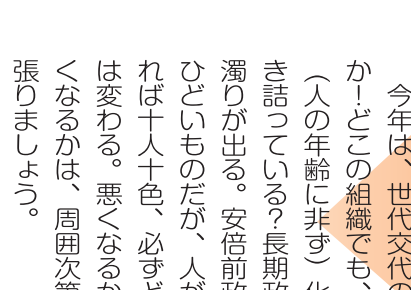 今年は、世代交代の
か！どこの組織でも、
（人の年齢に非ず）化
き詰っている？長期政
濁りが出る。安倍前政
ひどいものだが、人が
れば十人十色、必ずど
は変わる。悪くなるか
くなるかは、周囲次第
張りましょう。